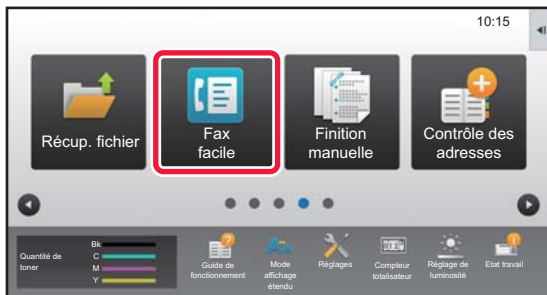 10:15
Récup. fichier
Fax
facile
Finition
manuelle
Contrôle des
adresses
Quantité de
toner
Bk
C
M
Y
Guide de
fonctionnement
Mode
affichage
étendu
Réglages
Compteur
totalisateur
Réglage de
luminosité
Etat travail